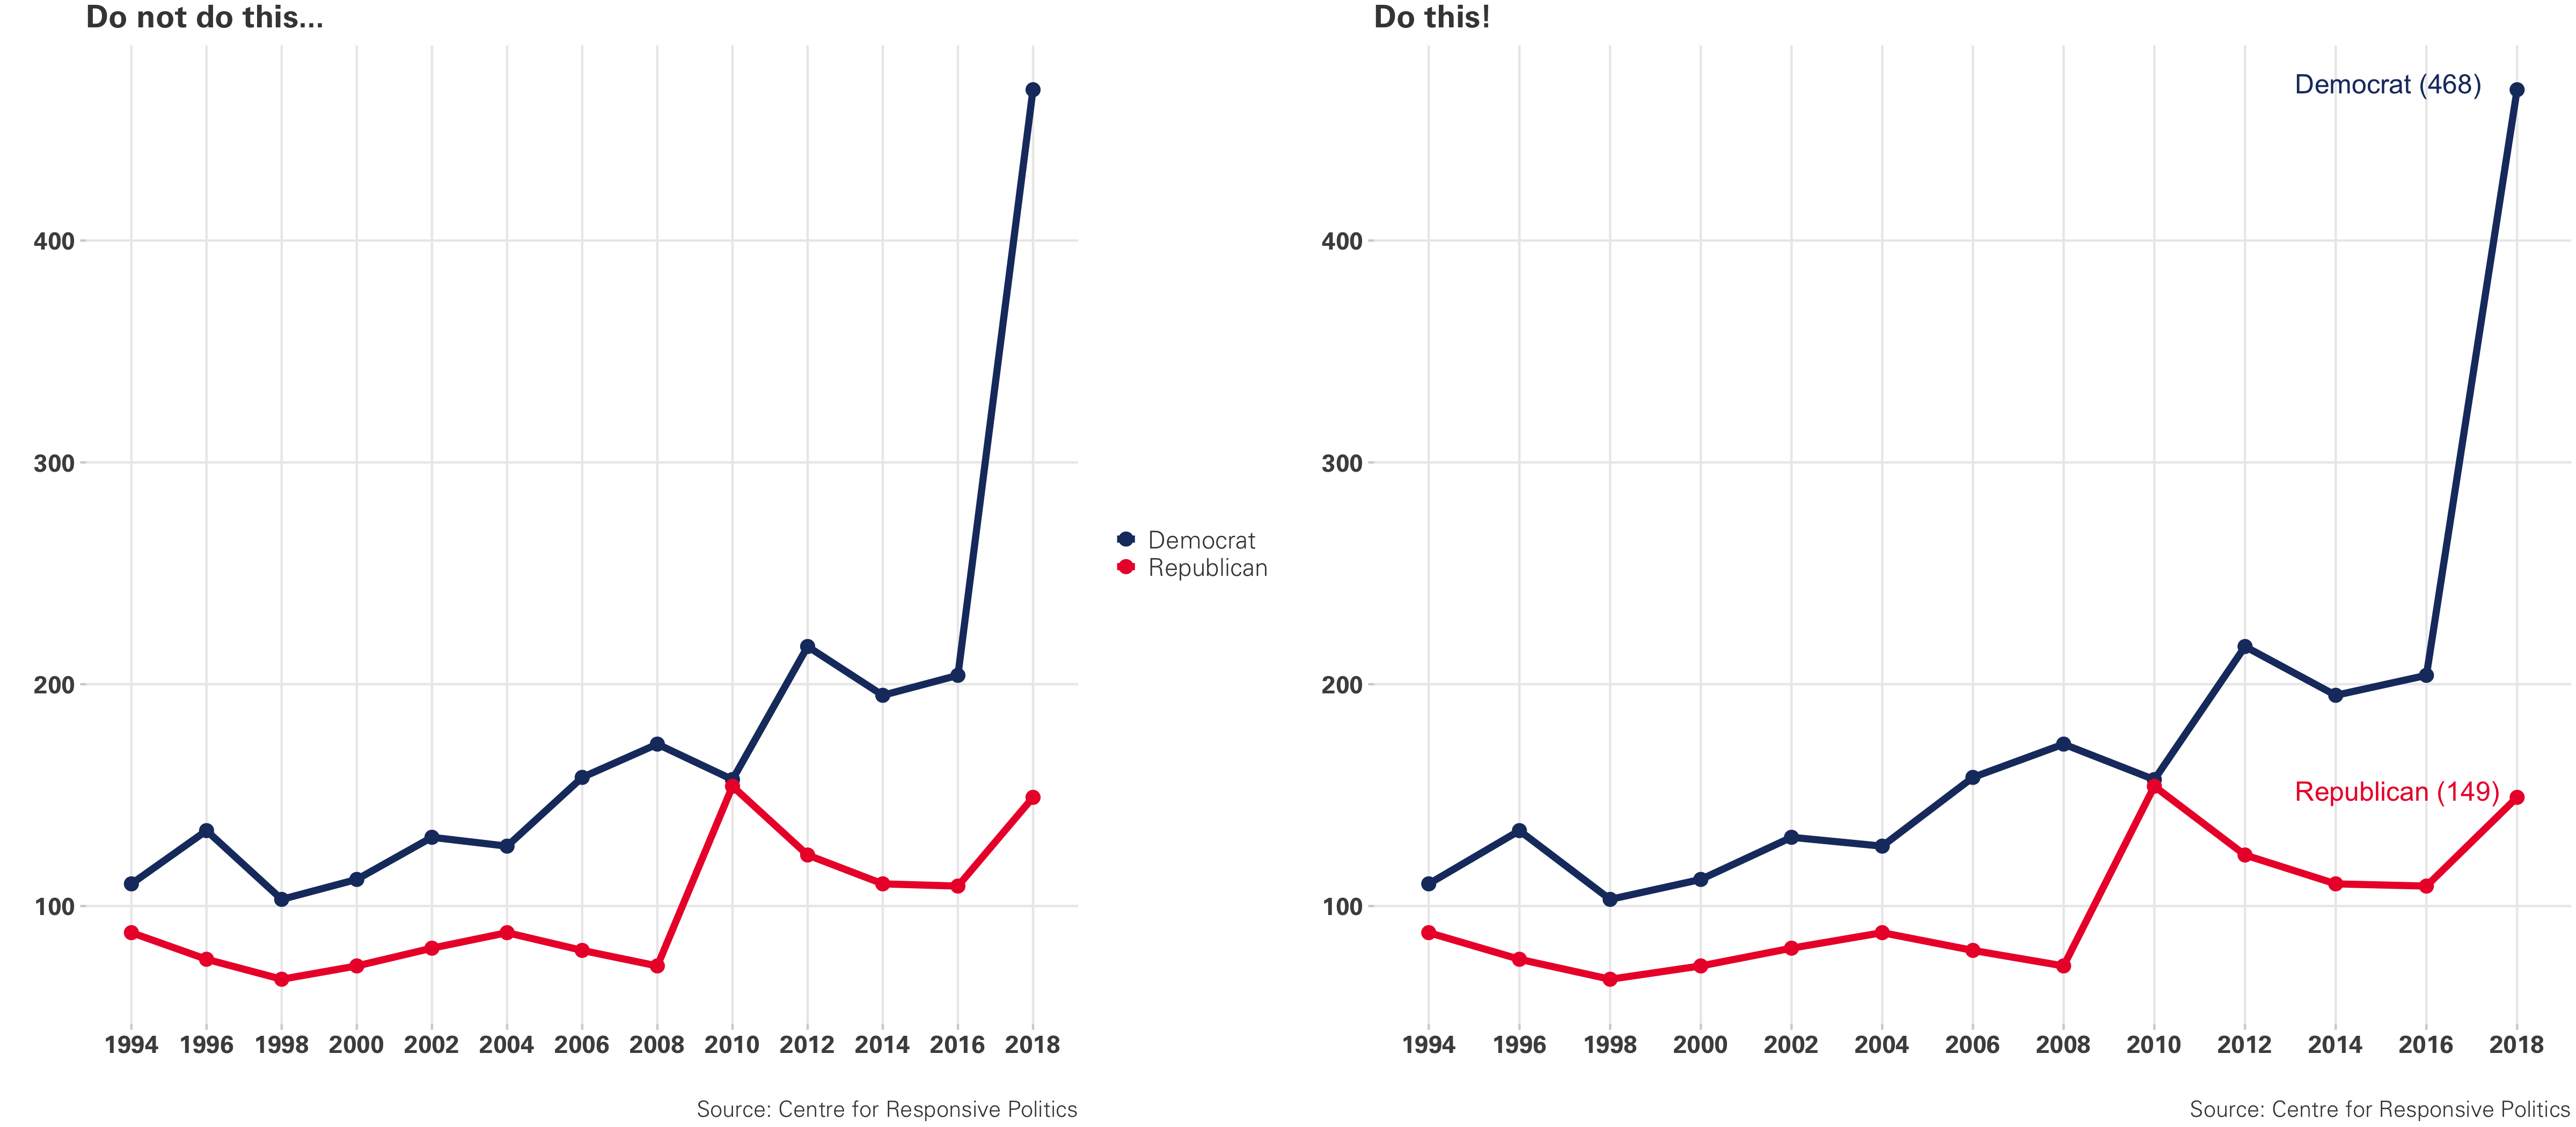 Do not do this...
400
300
200
100
1994 1996 1998 2000 2002 2004 2006 2008 2010 2012 2014 2016 2018
Democrat
Republican
Source: Centre for Responsive Politics
Do this!
Democrat (468)
400
300
200
Republican (149)
100
1994 1996 1998 2000 2002 2004 2006 2008 2010 2012 2014 2016 2018
Source: Centre for Responsive Politics